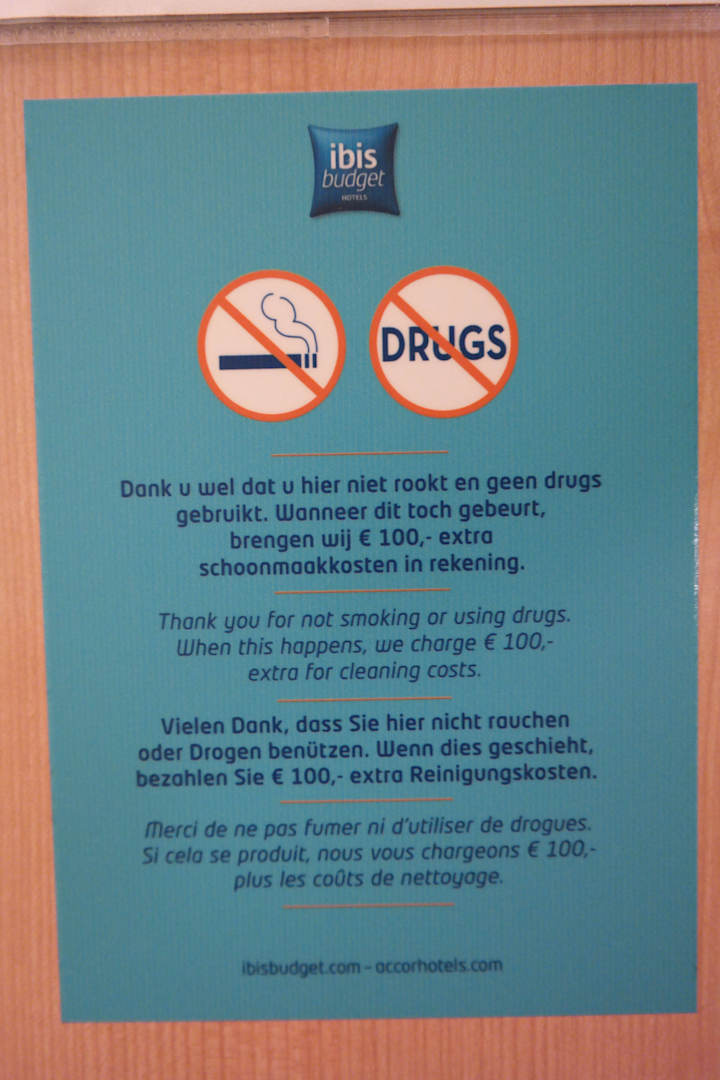 ibis
budget
HOTELS
DRUGS
Dank u wel dat u hier niet rookt en geen drugs
gebruikt. Wanneer dit toch gebeurt,
brengen wij € 100,- extra
schoonmaakkosten in rekening.
Thank you for not smoking or using drugs.
When this happens, we charge € 100,-
extra for cleaning costs.
Vielen Dank, dass Sie hier nicht rauchen
oder Drogen benützen. Wenn dies geschieht,
bezahlen Sie € 100,- extra Reinigungskosten.
Merci de ne pas fumer ni d'utiliser de drogues.
Si cela se produit, nous vous chargeons € 100,-
plus les coûts de nettoyage.
ibisbudget.com – accorhotels.com